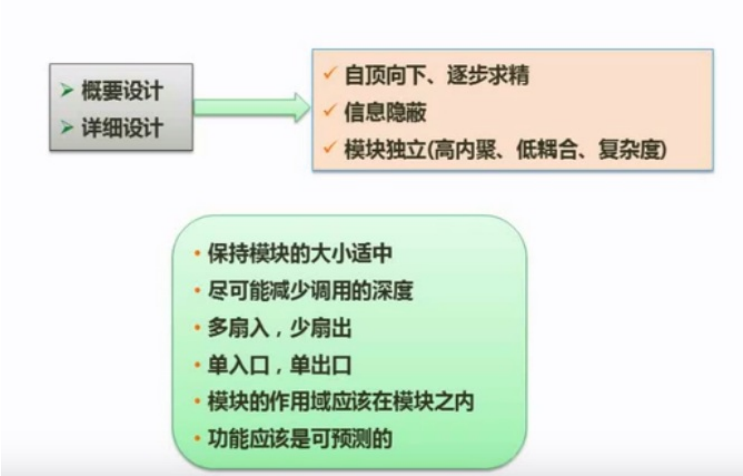 概要设计
详细设计
自顶向下、逐步求精
信息隐蔽
模块独立(高内聚、低耦合、复杂度)
保持模块的大小适中
尽可能减少调用的深度
多扇入，少扇出
单入口，单出口
模块的作用域应该在模块之内
功能应该是可预测的